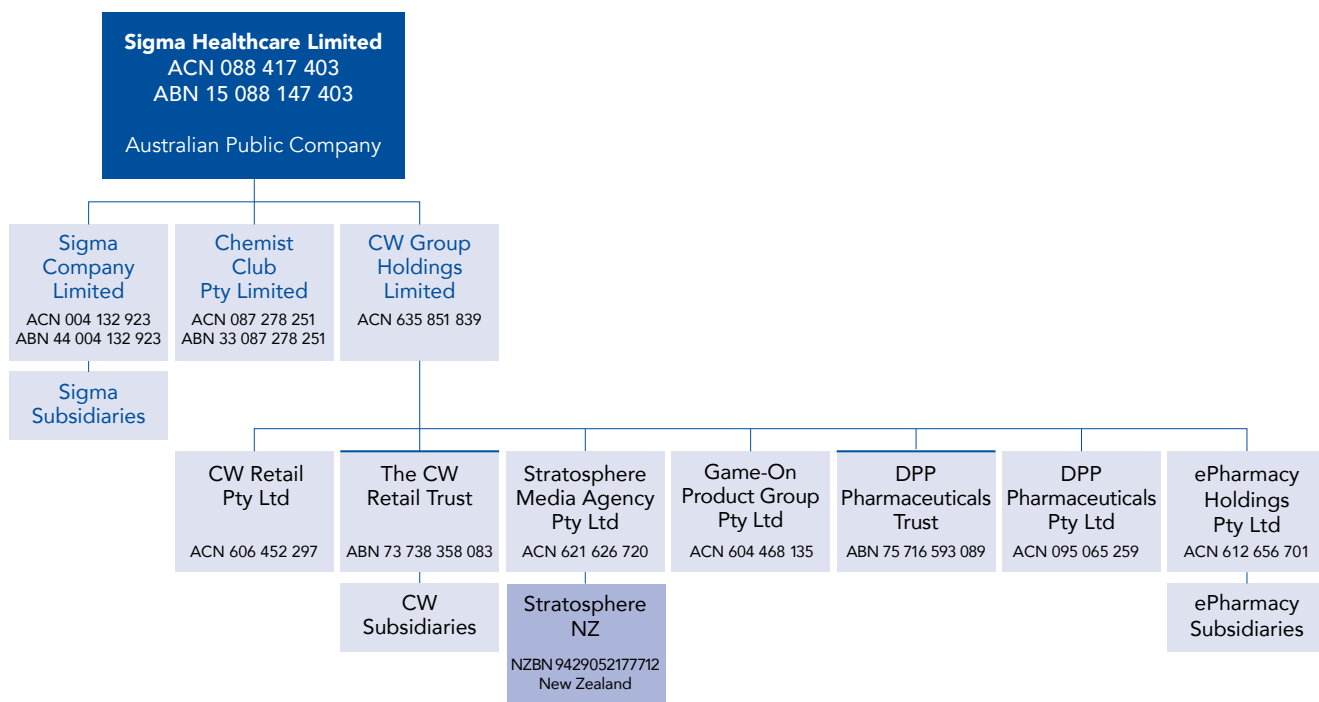 Sigma Healthcare Limited
ACN 088 417 403
ABN 15 088 147 403
Australian Public Company
Sigma
Company
Limited
ACN 004 132 923
ABN 44 004 132 923
Chemist
Club
Pty Limited
ACN 087 278 251
ABN 33 087 278 251
CW Group
Holdings
Limited
ACN 635 851 839
Sigma
Subsidiaries
CW Retail
Pty Ltd
ACN 606 452 297
The CW
Retail Trust
ABN 73 738 358 083
Stratosphere
Media Agency
Pty Ltd
ACN 621 626 720
Game-On
Product Group
Pty Ltd
ACN 604 468 135
DPP
Pharmaceuticals
Trust
ABN 75 716 593 089
DPP
Pharmaceuticals
Pty Ltd
ACN 095 065 259
ePharmacy
Holdings
Pty Ltd
ACN 612 656 701
CW
Subsidiaries
Stratosphere
NZ
NZBN 9429052177712
New Zealand
ePharmacy
Subsidiaries